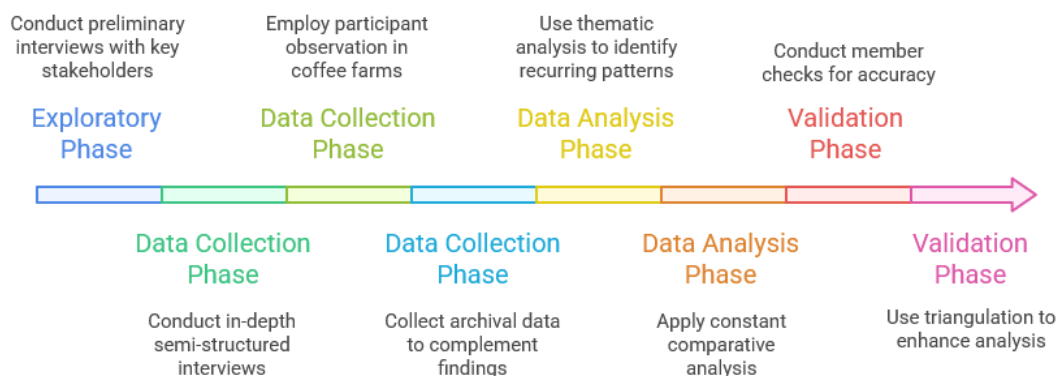 Conduct preliminary
interviews with key
stakeholders
Employ participant
observation in
coffee farms
Use thematic
analysis to identify
recurring patterns
Conduct member
checks for accuracy
Exploratory
Phase
Data Collection
Phase
Data Analysis
Phase
Validation
Phase
Data Collection
Phase
Data Collection
Phase
Data Analysis
Phase
Validation
Phase
Conduct in-depth
semi-structured
interviews
Collect archival data
to complement
findings
Apply constant
comparative
analysis
Use triangulation to
enhance analysis